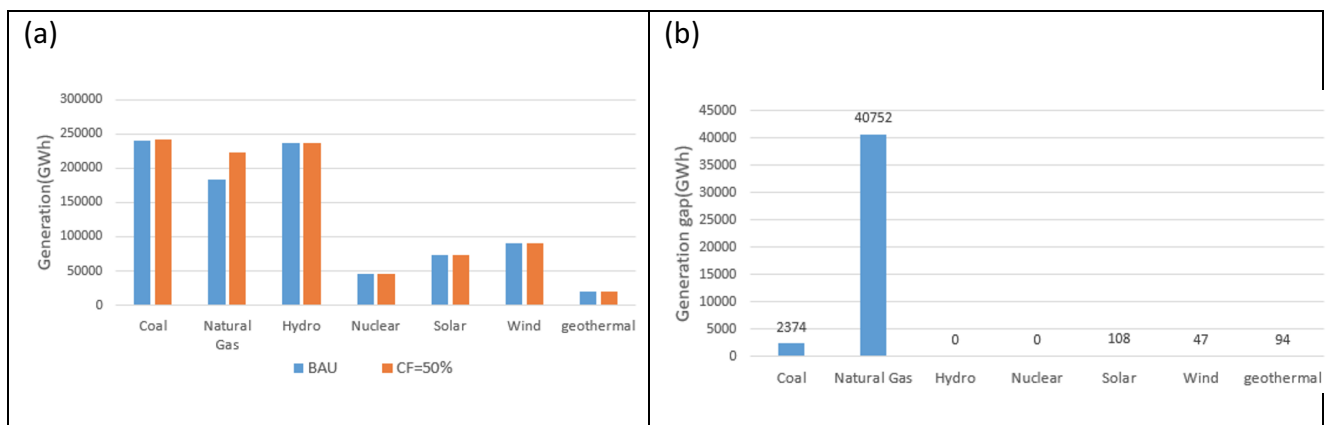 (a)
Generation(GWh)
300000
250000
200000
150000
100000
50000
0
Coal
Natural
Gas
Hydro
Nuclear
Solar
Wind
geothermal
BAU
CF=50%
(b)
Generation gap(GWh)
45000
40000
35000
30000
25000
20000
15000
10000
5000
0
2374
40752
0
0
108
47
94
Coal
Natural Gas
Hydro
Nuclear
Solar
Wind
geothermal